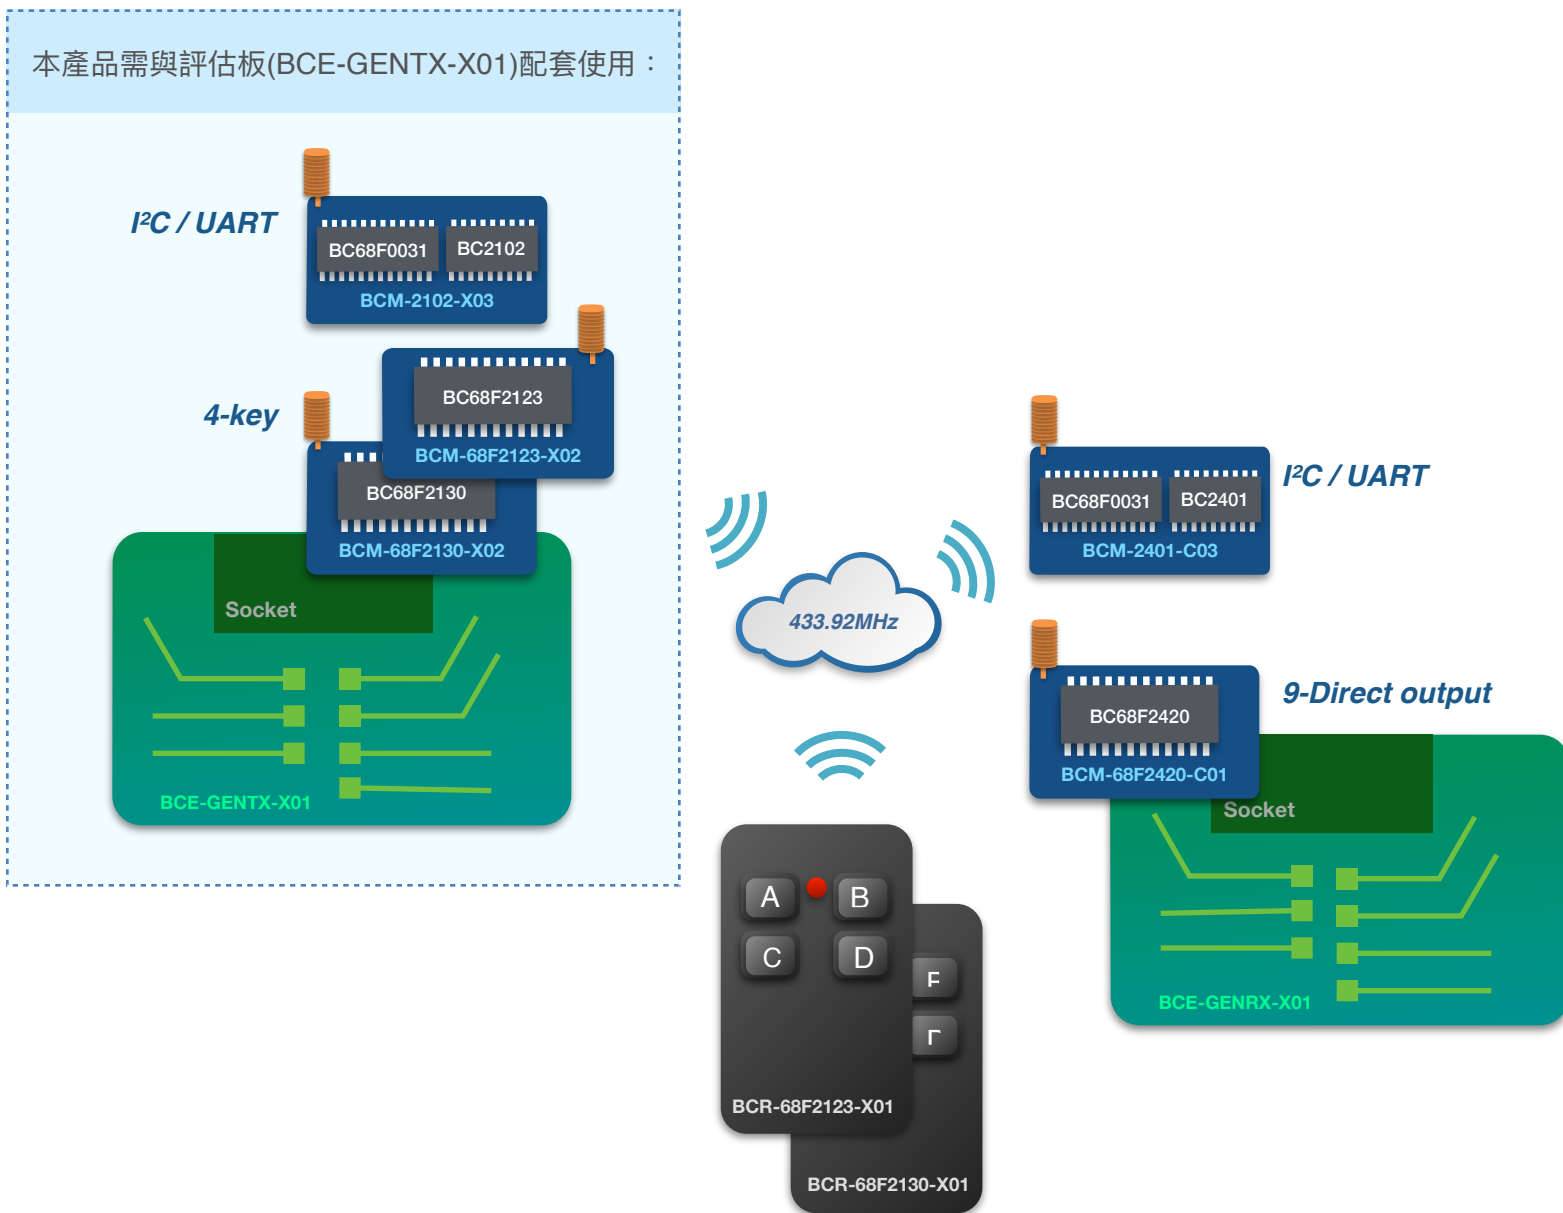 本產品需與評估板(BCE-GENTX-X01)配套使用：
I²C / UART
BC68F0031
BC2102
BCM-2102-X03
4-key
BC68F2123
BCM-68F2123-X02
BC68F2130
BCM-68F2130-X02
Socket
BCE-GENTX-X01
433.92MHz
BC68F0031
BC2401
BCM-2401-C03
I²C / UART
BC68F2420
BCM-68F2420-C01
9-Direct output
Socket
BCE-GENRX-X01
A
B
C
D
BCR-68F2123-X01
BCR-68F2130-X01